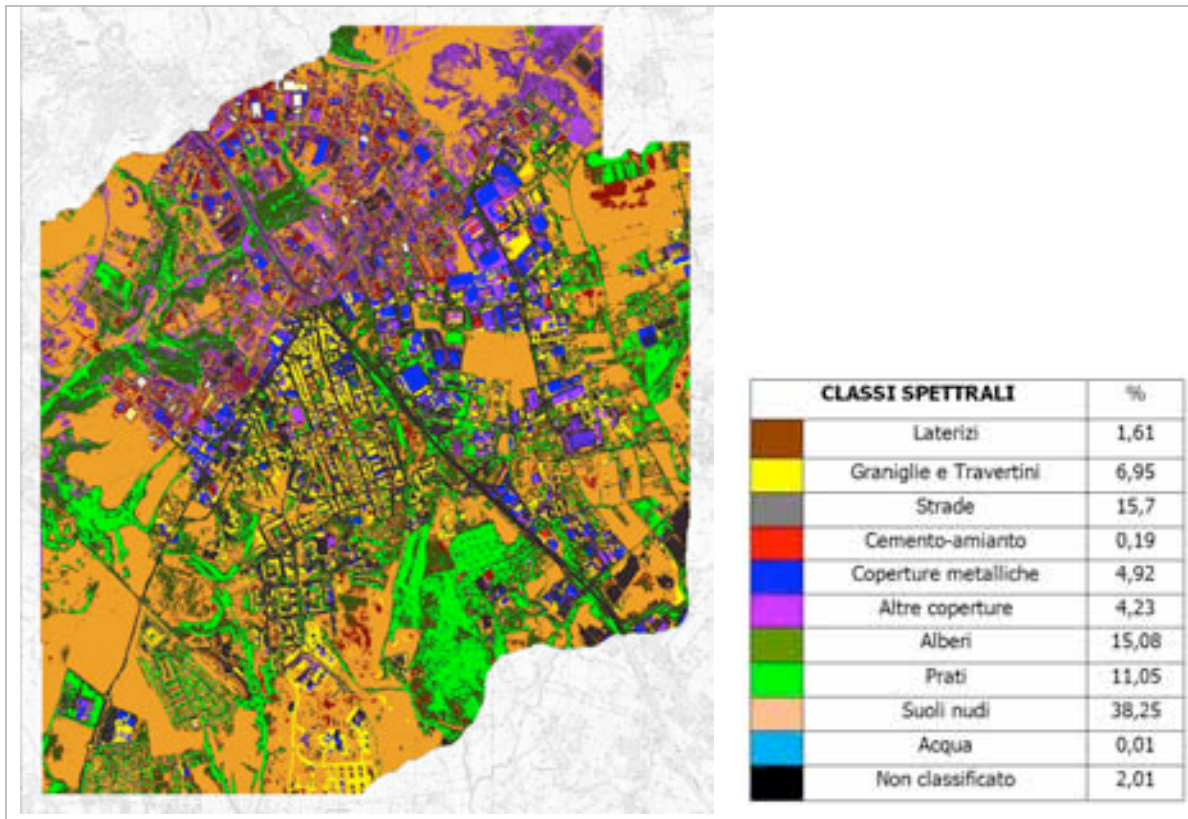 CLASSI SPETTRALI %
Laterizi 1,61
Graniglie e Travertini 6,95
Strade 15,7
Cemento-amianto 0,19
Coperture metalliche 4,92
Altre coperture 4,23
Alberi 15,08
Prati 11,05
Suoli nudi 38,25
Acqua 0,01
Non classificato 2,01